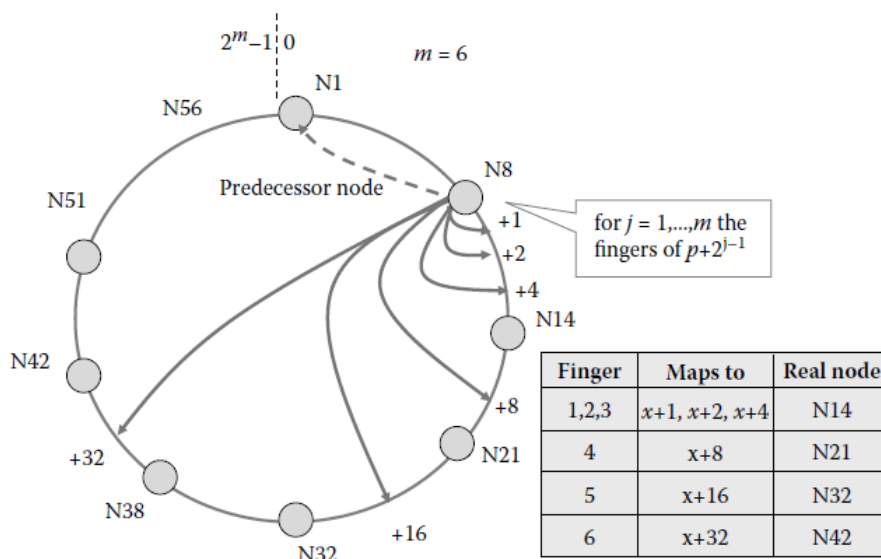 2^m−1 0
m = 6
N1
N56
N8
Predecessor node
N51
+1
for j = 1,...,m the
fingers of p+2^{j-1}
+2
+4
N14
N42
+8
+32
N21
N38
+16
N32
Finger Maps to Real node
1,2,3 x+1, x+2, x+4 N14
4 x+8 N21
5 x+16 N32
6 x+32 N42